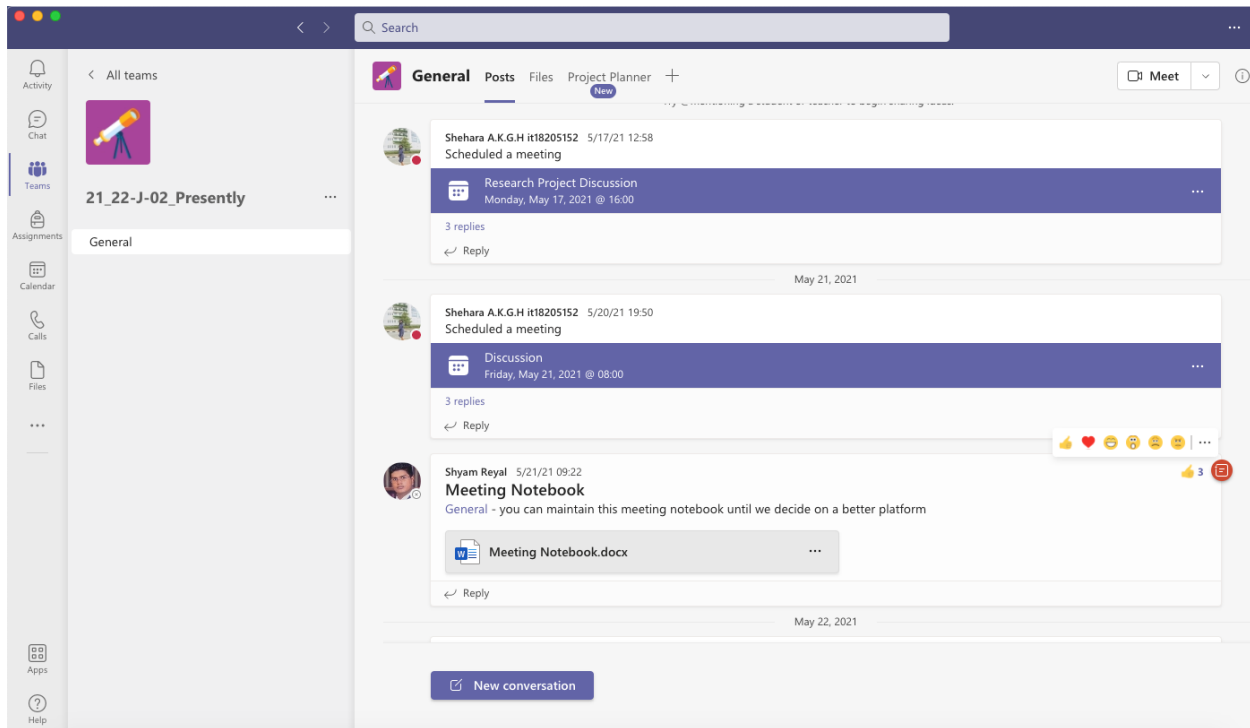 Search
Activity
Chat
Teams
Assignments
Calendar
Calls
Files
Apps
Help
All teams
21_22-J-02_Presently
General
General Posts Files Project Planner
New
Meet
Shehara A.K.G.H it18205152 5/17/21 12:58
Scheduled a meeting
Research Project Discussion
Monday, May 17, 2021 @ 16:00
3 replies
Reply
May 21, 2021
Shehara A.K.G.H it18205152 5/20/21 19:50
Scheduled a meeting
Discussion
Friday, May 21, 2021 @ 08:00
3 replies
Reply
Shyam Reyal 5/21/21 09:22
3
Meeting Notebook
General - you can maintain this meeting notebook until we decide on a better platform
Meeting Notebook.docx
Reply
May 22, 2021
New conversation